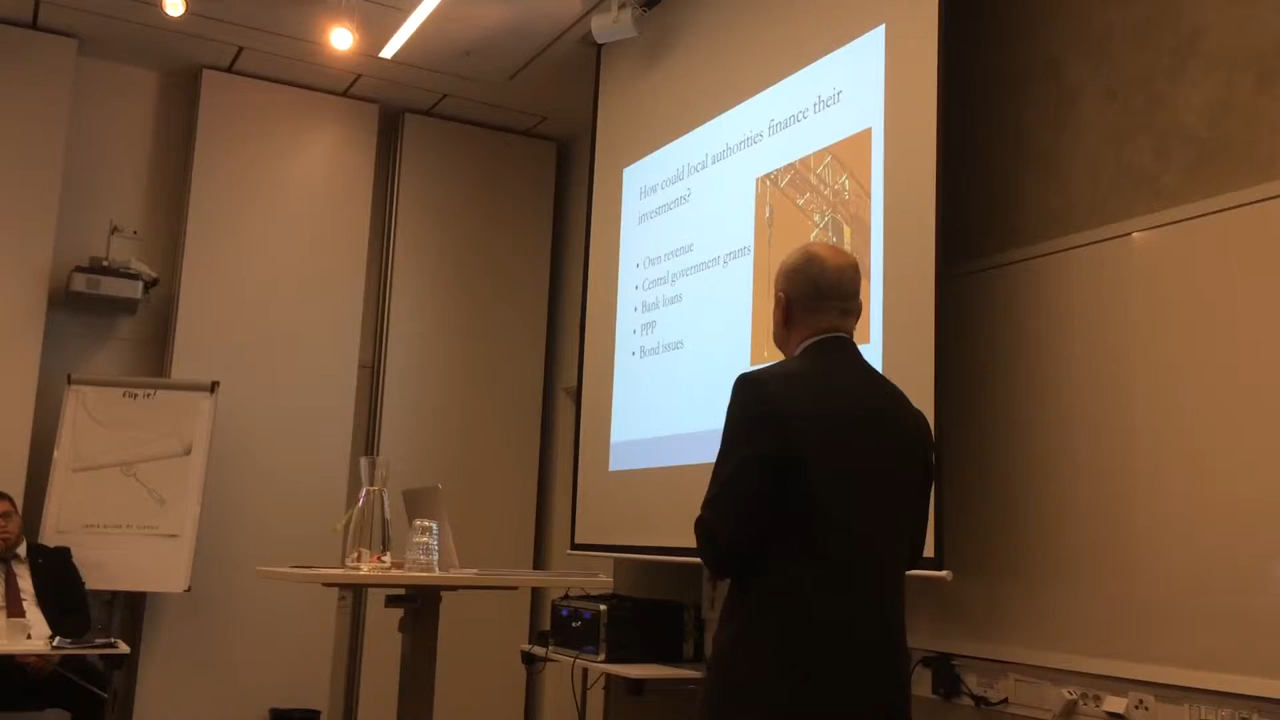 How could local authorities finance their
investments?
• Own revenue
• Central government grants
• Bank loans
• PPP
• Bond issues
Flip it!